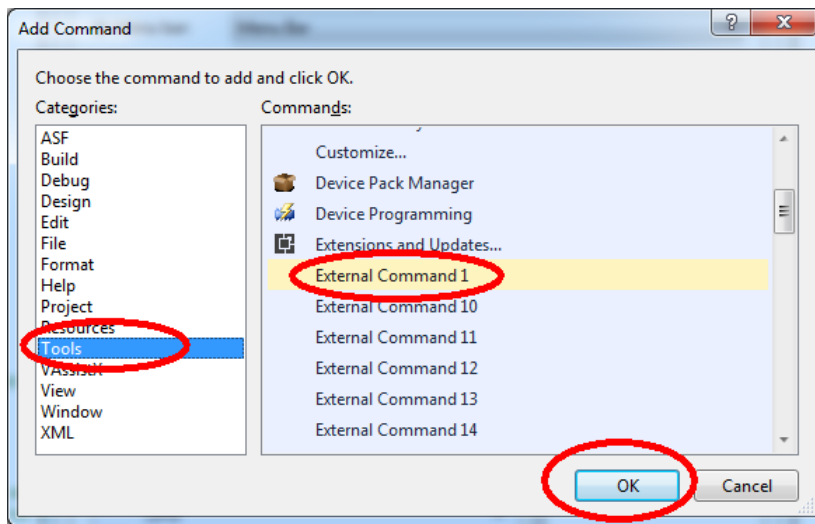 Add Command
Choose the command to add and click OK.
Categories:
Commands:
ASF
Build
Debug
Design
Edit
File
Format
Help
Project
Resources
Tools
VAssistX
View
Window
XML
Customize...
Device Pack Manager
Device Programming
Extensions and Updates...
External Command 1
External Command 10
External Command 11
External Command 12
External Command 13
External Command 14
OK
Cancel